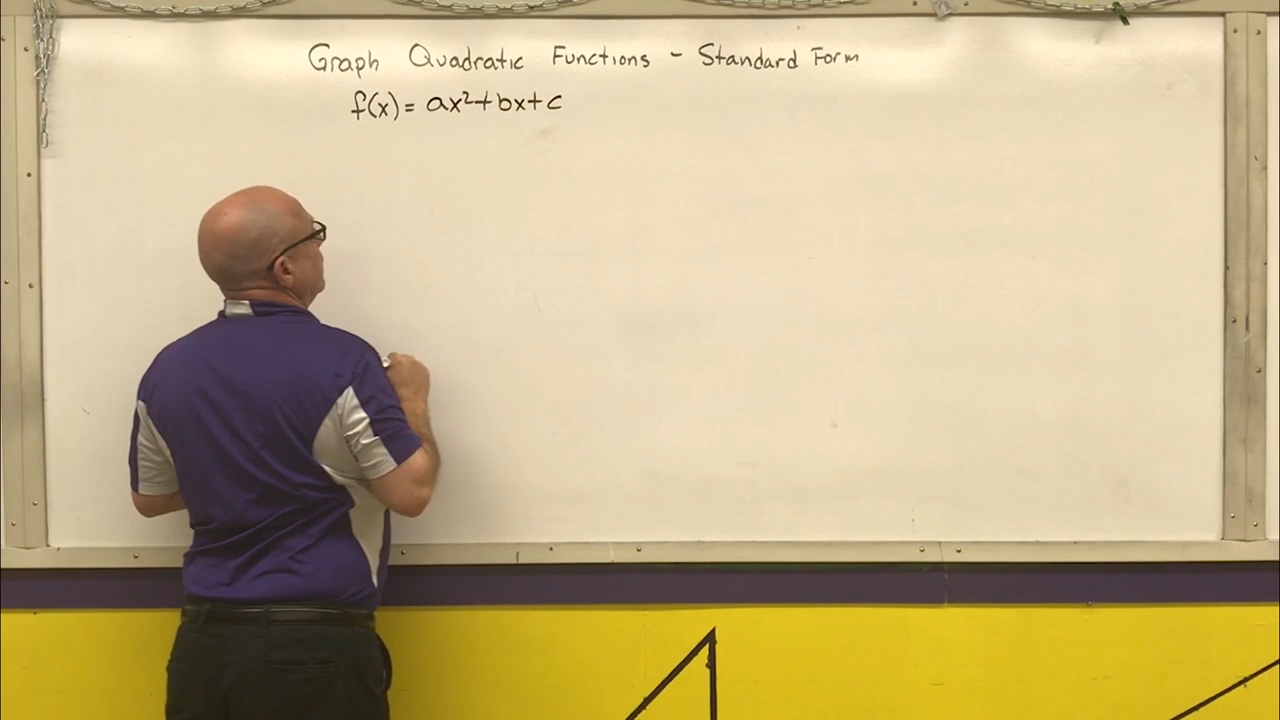 Graph Quadratic Functions - Standard Form
f(x) = ax²+bx+c